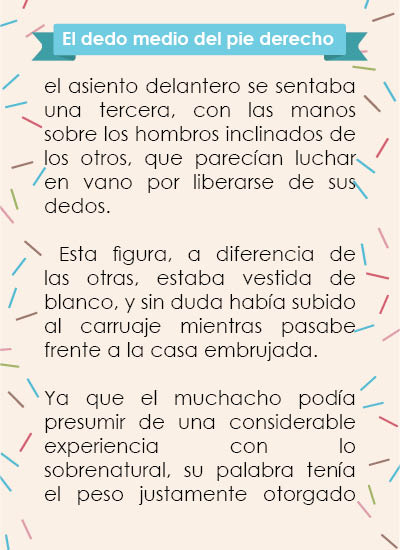 El dedo medio del pie derecho
el asiento delantero se sentaba
una tercera, con las manos
sobre los hombros inclinados de
los otros, que parecían luchar
en vano por liberarse de sus
dedos.
Esta figura, a diferencia de
las otras, estaba vestida de
blanco, y sin duda había subido
al carruaje mientras pasabe
frente a la casa embrujada.
Ya que el muchacho podía
presumir de una considerable
experiencia con lo
sobrenatural, su palabra tenía
el peso justamente otorgado